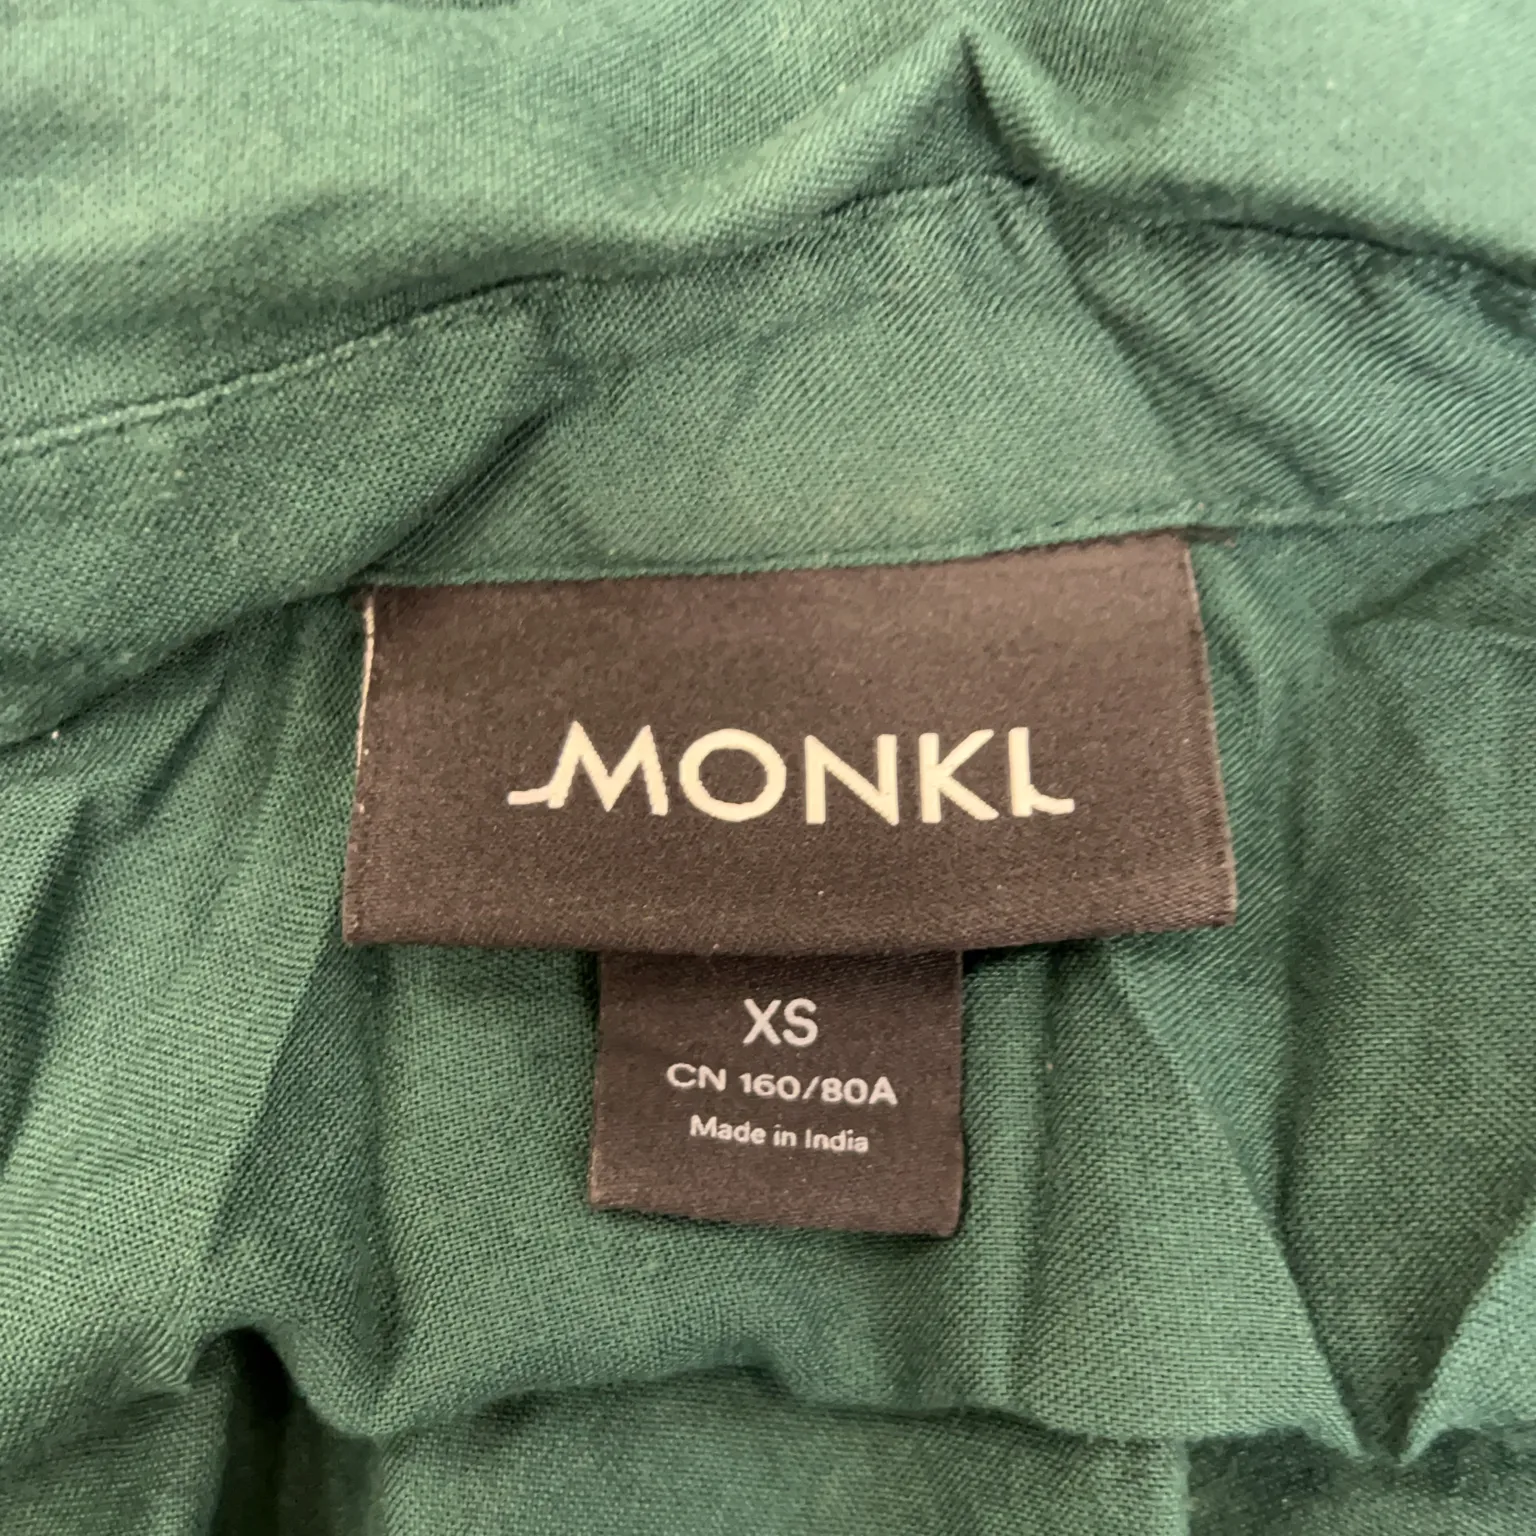 MONKI
XS
CN 160/80A
Made in India